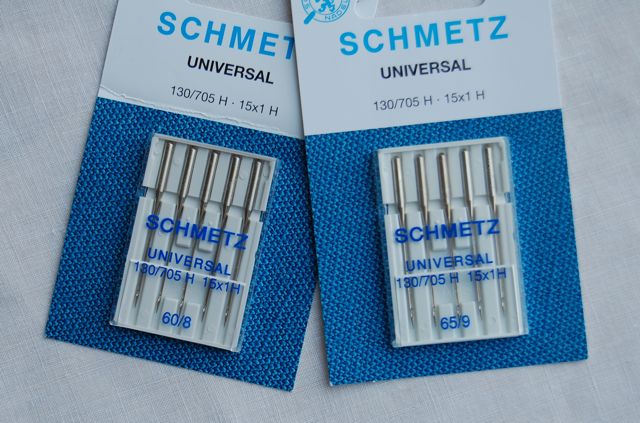 SCHMETZ
UNIVERSAL
130/705 H · 15x1 H
SCHMETZ
UNIVERSAL
130/705 H 15x1H
60/8
SCHMETZ
UNIVERSAL
130/705 H · 15x1 H
SCHMETZ
UNIVERSAL
130/705 H 15x1H
65/9